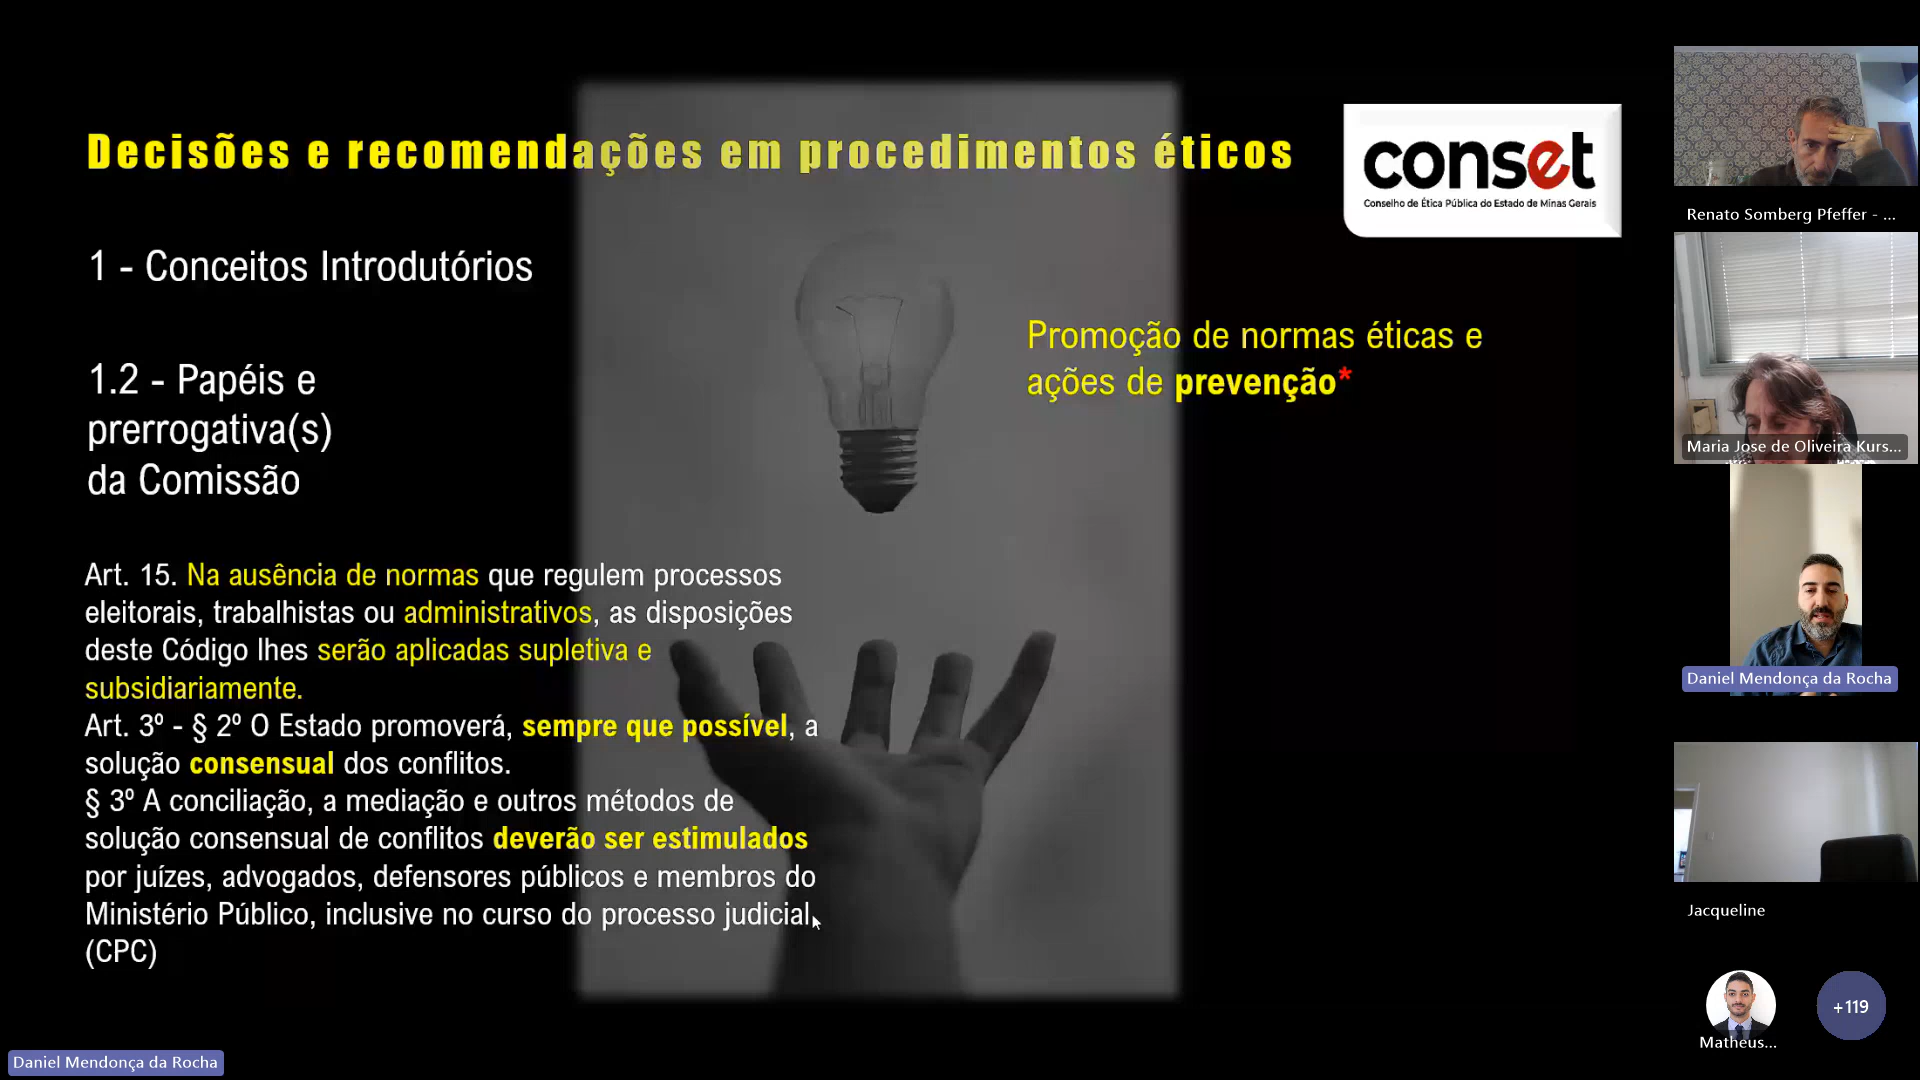 Decisões e recomendações em procedimentos éticos
conset
Conselho de Ética Pública do Estado de Minas Gerais
1 - Conceitos Introdutórios
Promoção de normas éticas e
ações de prevenção*
1.2 - Papéis e
prerrogativa(s)
da Comissão
Art. 15. Na ausência de normas que regulem processos
eleitorais, trabalhistas ou administrativos, as disposições
deste Código lhes serão aplicadas supletiva e
subsidiariamente.
Art. 3º - § 2º O Estado promoverá, sempre que possível, a
solução consensual dos conflitos.
§ 3º A conciliação, a mediação e outros métodos de
solução consensual de conflitos deverão ser estimulados
por juízes, advogados, defensores públicos e membros do
Ministério Público, inclusive no curso do processo judicial.
(CPC)
Renato Somberg Pfeffer - ...
Maria Jose de Oliveira Kurs...
Daniel Mendonça da Rocha
Jacqueline
Matheus...
+119
Daniel Mendonça da Rocha